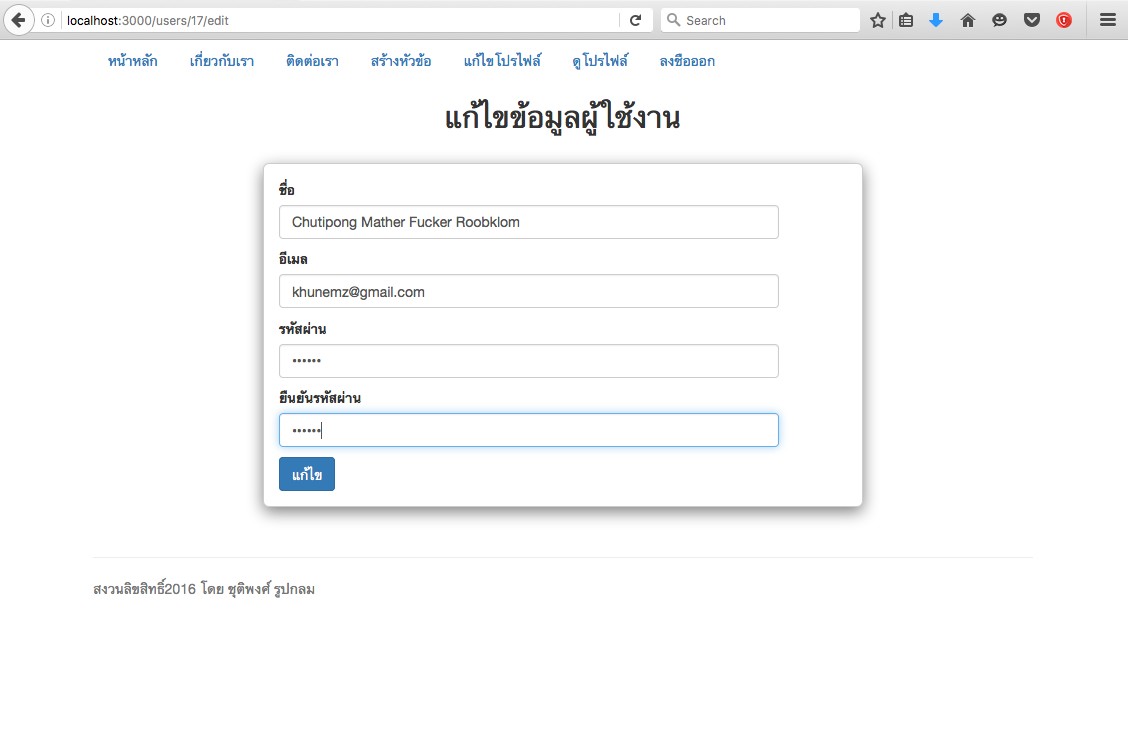 localhost:3000/users/17/edit
Search
หน้าหลัก เกี่ยวกับเรา ติดต่อเรา สร้างหัวข้อ แก้ไขโปรไฟล์ ดูโปรไฟล์ ลงชื่อออก
แก้ไขข้อมูลผู้ใช้งาน
ชื่อ
Chutipong Mather Fucker Roobklom
อีเมล
khunemz@gmail.com
รหัสผ่าน
••••••
ยืนยันรหัสผ่าน
••••••
แก้ไข
สงวนลิขสิทธิ์2016 โดย ชุติพงศ์ รูปกลม